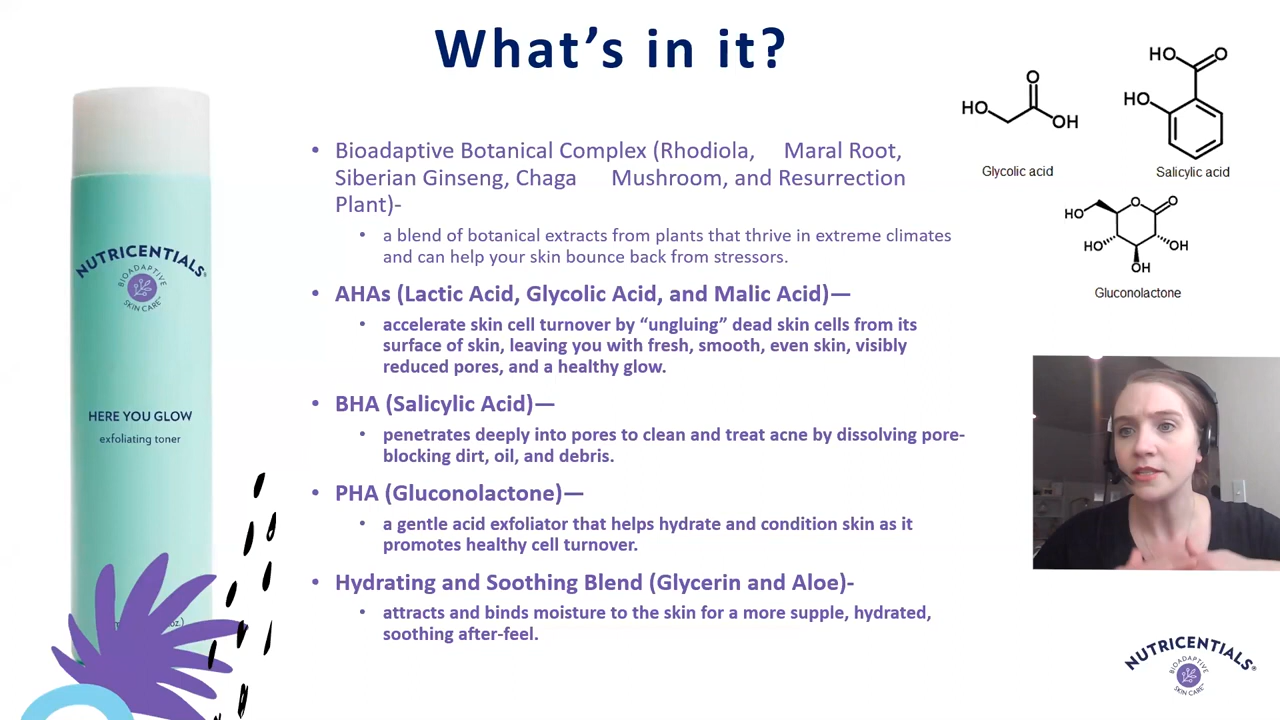 What’s in it?
NUTRICENTIALS®
BIOADAPTIVE
SKIN CARE™
HERE YOU GLOW
exfoliating toner
oz.)
• Bioadaptive Botanical Complex (Rhodiola, Maral Root,
Siberian Ginseng, Chaga Mushroom, and Resurrection
Plant)-
• a blend of botanical extracts from plants that thrive in extreme climates
and can help your skin bounce back from stressors.
• AHAs (Lactic Acid, Glycolic Acid, and Malic Acid)—
• accelerate skin cell turnover by “ungluing” dead skin cells from its
surface of skin, leaving you with fresh, smooth, even skin, visibly
reduced pores, and a healthy glow.
• BHA (Salicylic Acid)—
• penetrates deeply into pores to clean and treat acne by dissolving pore-
blocking dirt, oil, and debris.
• PHA (Gluconolactone)—
• a gentle acid exfoliator that helps hydrate and condition skin as it
promotes healthy cell turnover.
• Hydrating and Soothing Blend (Glycerin and Aloe)-
• attracts and binds moisture to the skin for a more supple, hydrated,
soothing after-feel.
O
HO
OH
Glycolic acid
HO O
HO
Salicylic acid
HO O O
HO OH
OH
Gluconolactone
NUTRICENTIALS®
BIOADAPTIVE
SKIN CARE™